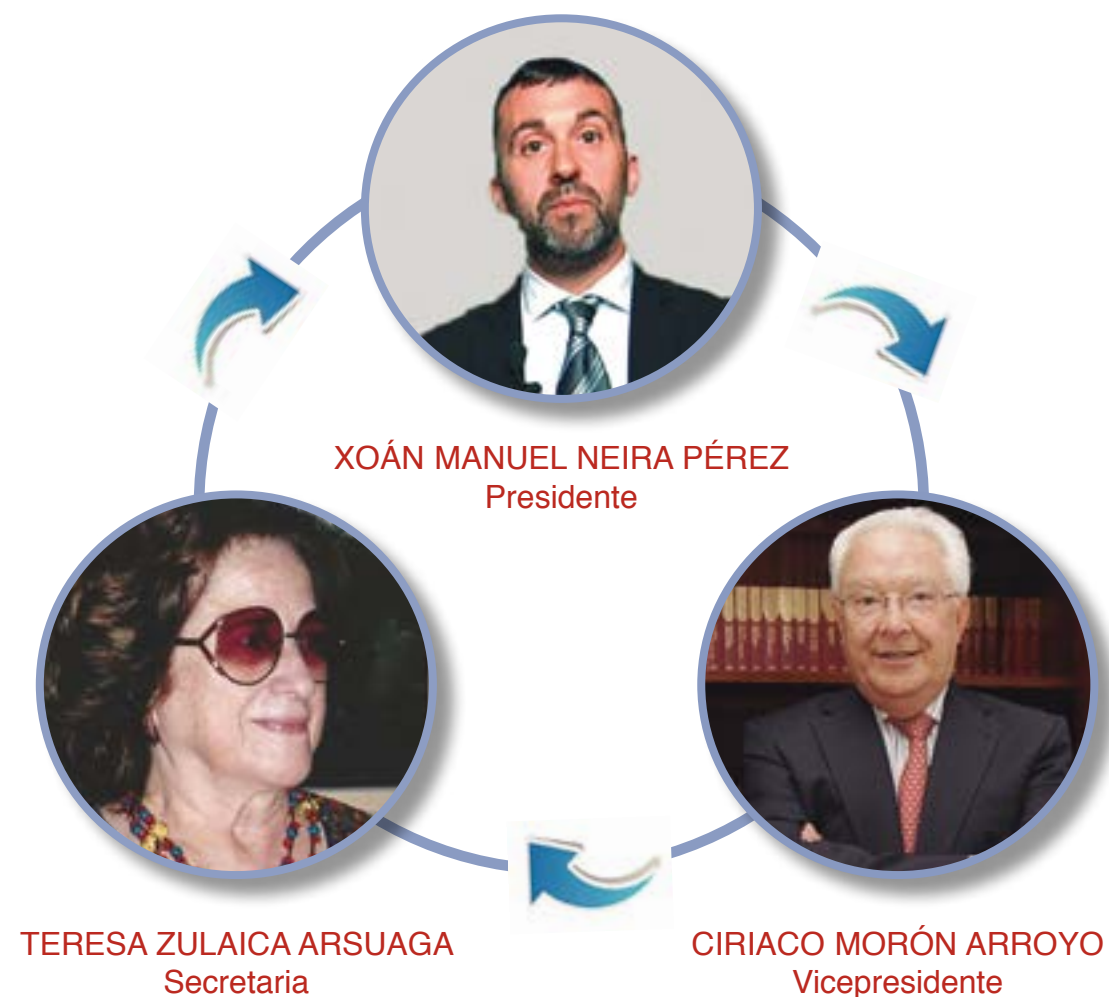 XOÁN MANUEL NEIRA PÉREZ
Presidente
TERESA ZULAICA ARSUAGA
Secretaria
CIRIACO MORÓN ARROYO
Vicepresidente